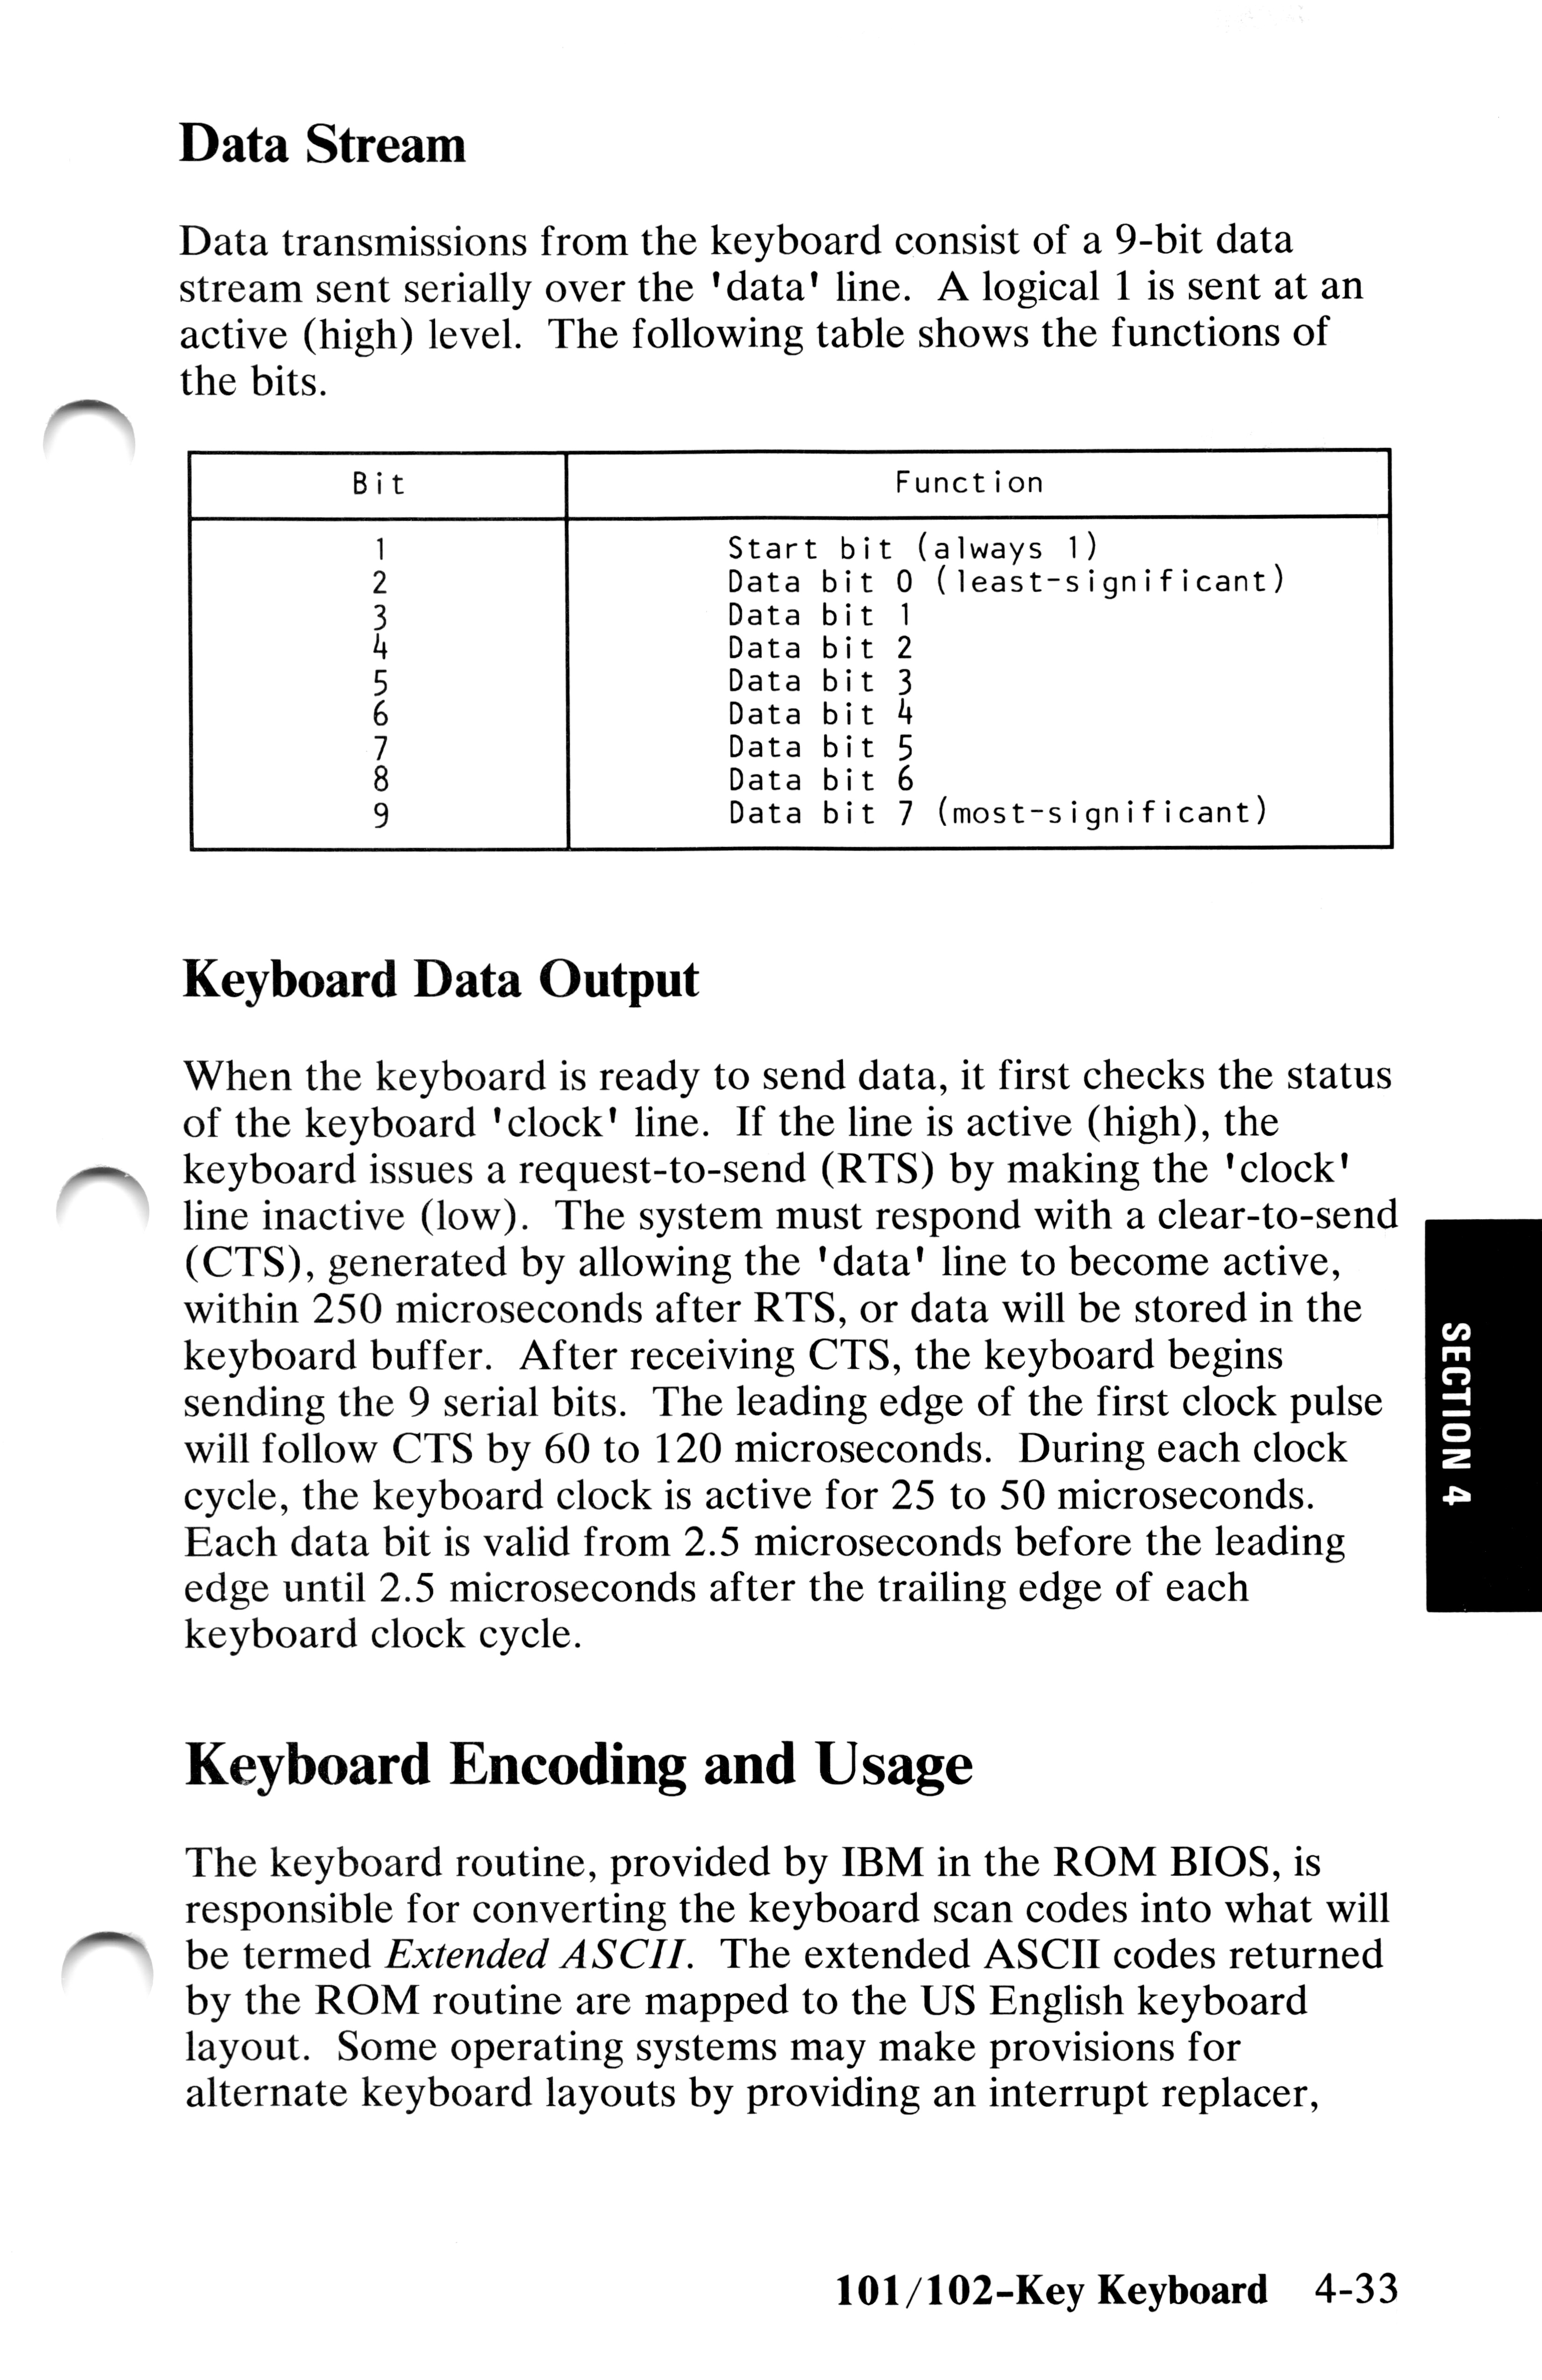 Data Stream
Data transmissions from the keyboard consist of a 9-bit data
stream sent serially over the 'data' line. A logical 1 is sent at an
active (high) level. The following table shows the functions of
the bits.
Bit Function
1 Start bit (always 1)
2 Data bit 0 (least-significant)
3 Data bit 1
4 Data bit 2
5 Data bit 3
6 Data bit 4
7 Data bit 5
8 Data bit 6
9 Data bit 7 (most-significant)
Keyboard Data Output
When the keyboard is ready to send data, it first checks the status
of the keyboard 'clock' line. If the line is active (high), the
keyboard issues a request-to-send (RTS) by making the 'clock'
line inactive (low). The system must respond with a clear-to-send
(CTS), generated by allowing the 'data' line to become active,
within 250 microseconds after RTS, or data will be stored in the
keyboard buffer. After receiving CTS, the keyboard begins
sending the 9 serial bits. The leading edge of the first clock pulse
will follow CTS by 60 to 120 microseconds. During each clock
cycle, the keyboard clock is active for 25 to 50 microseconds.
Each data bit is valid from 2.5 microseconds before the leading
edge until 2.5 microseconds after the trailing edge of each
keyboard clock cycle.
SECTION 4
Keyboard Encoding and Usage
The keyboard routine, provided by IBM in the ROM BIOS, is
responsible for converting the keyboard scan codes into what will
be termed Extended ASCII. The extended ASCII codes returned
by the ROM routine are mapped to the US English keyboard
layout. Some operating systems may make provisions for
alternate keyboard layouts by providing an interrupt replacer,
101/102-Key Keyboard 4-33